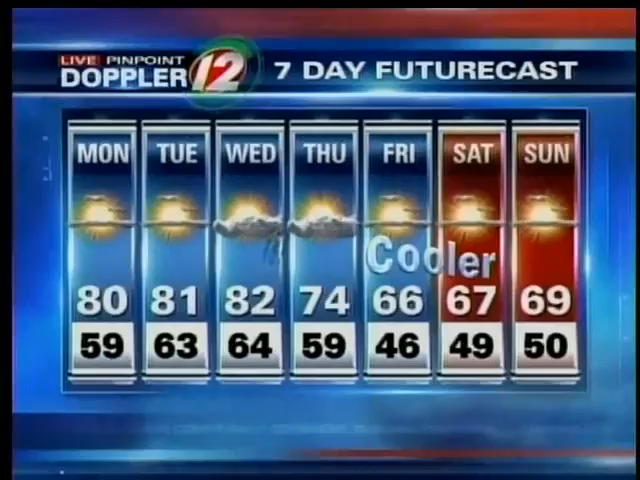 LIVE PINPOINT
DOPPLER 12
7 DAY FUTURECAST
MON TUE WED THU FRI SAT SUN
Cooler
80 81 82 74 66 67 69
59 63 64 59 46 49 50